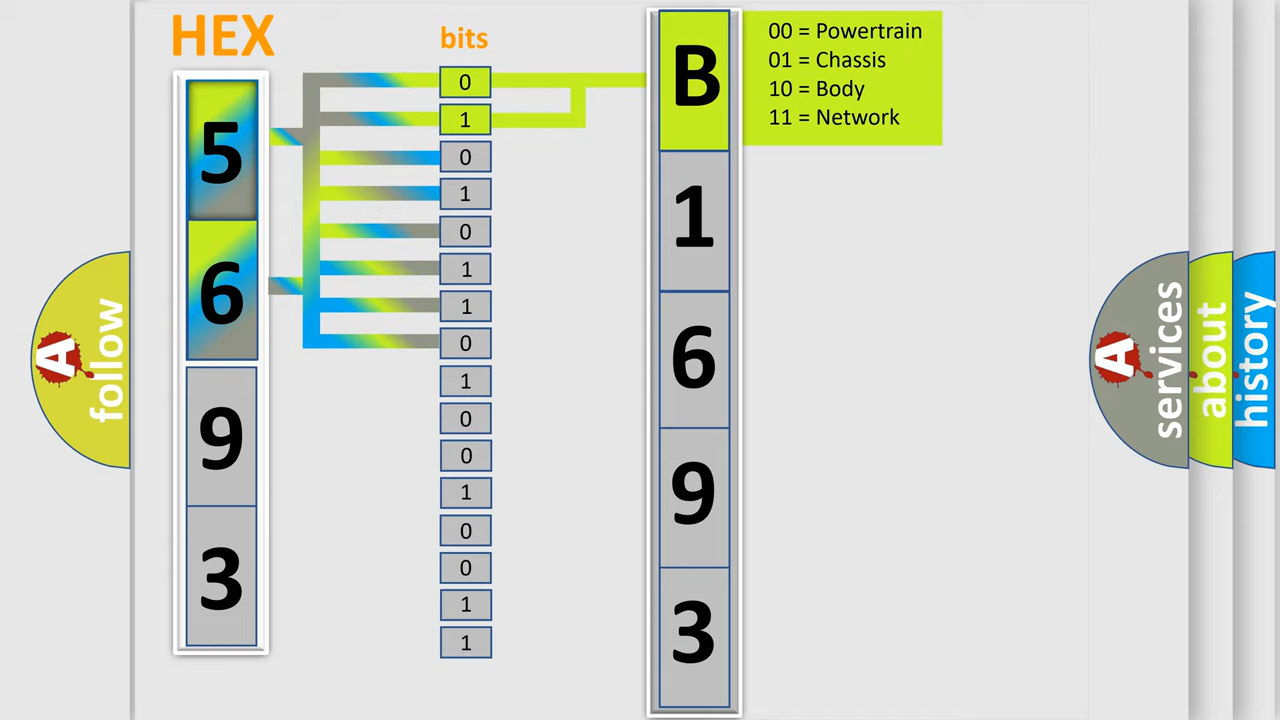 HEX
bits
5
6
9
3
0
1
0
1
0
1
1
0
1
0
0
1
0
0
1
1
B
1
6
9
3
00 = Powertrain
01 = Chassis
10 = Body
11 = Network
A
follow
A
services
about
history